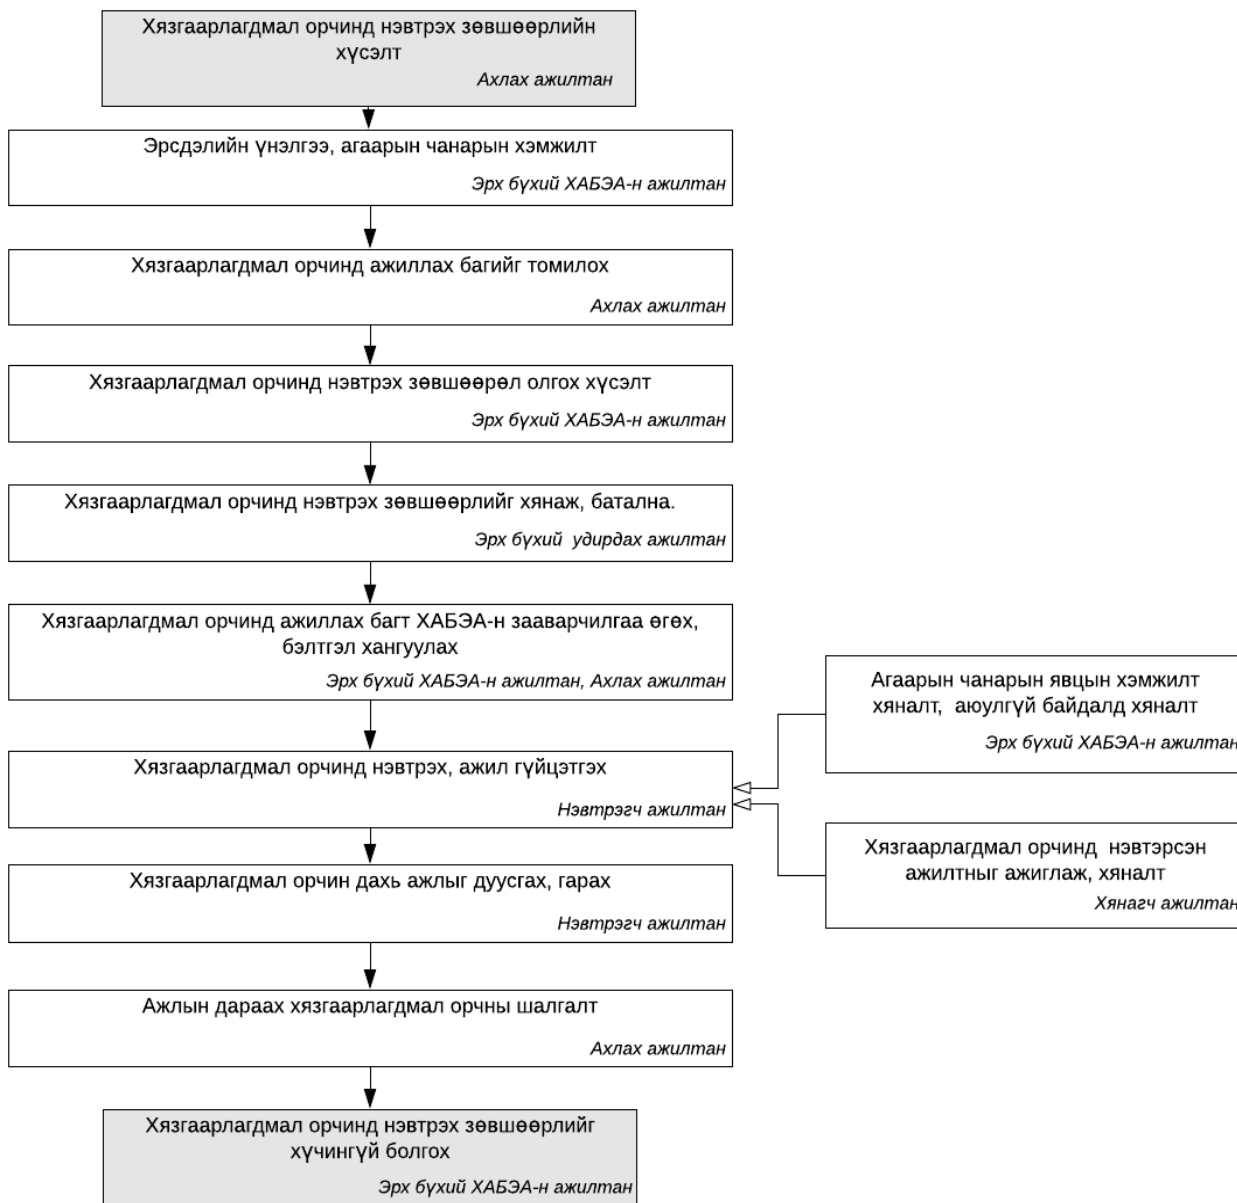 Хязгаарлагдмал орчинд нэвтрэх зөвшөөрлийн
хүсэлт
Ахлах ажилтан
Эрсдэлийн үнэлгээ, агаарын чанарын хэмжилт
Эрх бүхий ХАБЭА-н ажилтан
Хязгаарлагдмал орчинд ажиллах багийг томилох
Ахлах ажилтан
Хязгаарлагдмал орчинд нэвтрэх зөвшөөрөл олгох хүсэлт
Эрх бүхий ХАБЭА-н ажилтан
Хязгаарлагдмал орчинд нэвтрэх зөвшөөрлийг хянаж, батална.
Эрх бүхий удирдах ажилтан
Хязгаарлагдмал орчинд ажиллах багт ХАБЭА-н зааварчилгаа өгөх,
бэлтгэл хангуулах
Эрх бүхий ХАБЭА-н ажилтан, Ахлах ажилтан
Агаарын чанарын явцын хэмжилт
хяналт, аюулгүй байдалд хяналт
Эрх бүхий ХАБЭА-н ажилтан
Хязгаарлагдмал орчинд нэвтрэх, ажил гүйцэтгэх
Нэвтрэгч ажилтан
Хязгаарлагдмал орчинд нэвтэрсэн
ажилтныг ажиглаж, хяналт
Хянагч ажилтан
Хязгаарлагдмал орчин дахь ажлыг дуусгах, гарах
Нэвтрэгч ажилтан
Ажлын дараах хязгаарлагдмал орчны шалгалт
Ахлах ажилтан
Хязгаарлагдмал орчинд нэвтрэх зөвшөөрлийг
хүчингүй болгох
Эрх бүхий ХАБЭА-н ажилтан